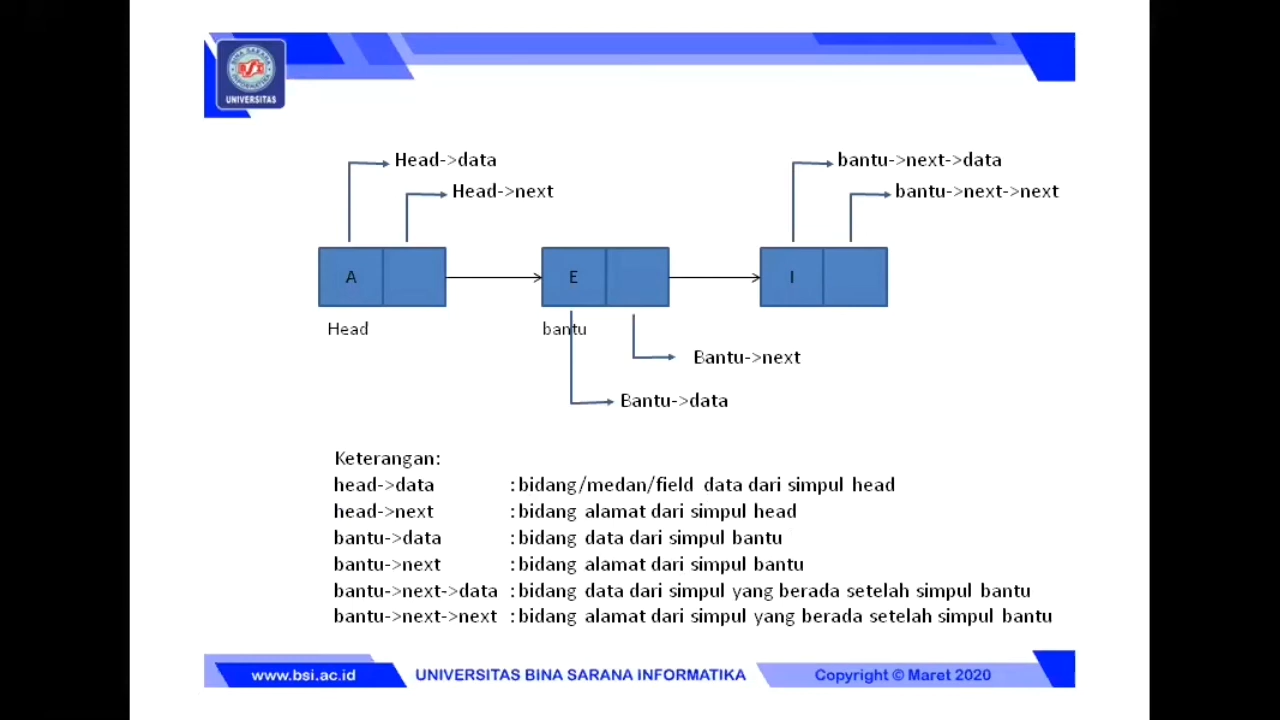 BINA SARANA
BSI
INFORMATIKA
UNIVERSITAS
Head->data
bantu->next->data
Head->next
bantu->next->next
A
E
I
Head
bantu
Bantu->next
Bantu->data
Keterangan:
head->data : bidang/medan/field data dari simpul head
head->next : bidang alamat dari simpul head
bantu->data : bidang data dari simpul bantu
bantu->next : bidang alamat dari simpul bantu
bantu->next->data : bidang data dari simpul yang berada setelah simpul bantu
bantu->next->next : bidang alamat dari simpul yang berada setelah simpul bantu
www.bsi.ac.id UNIVERSITAS BINA SARANA INFORMATIKA Copyright © Maret 2020